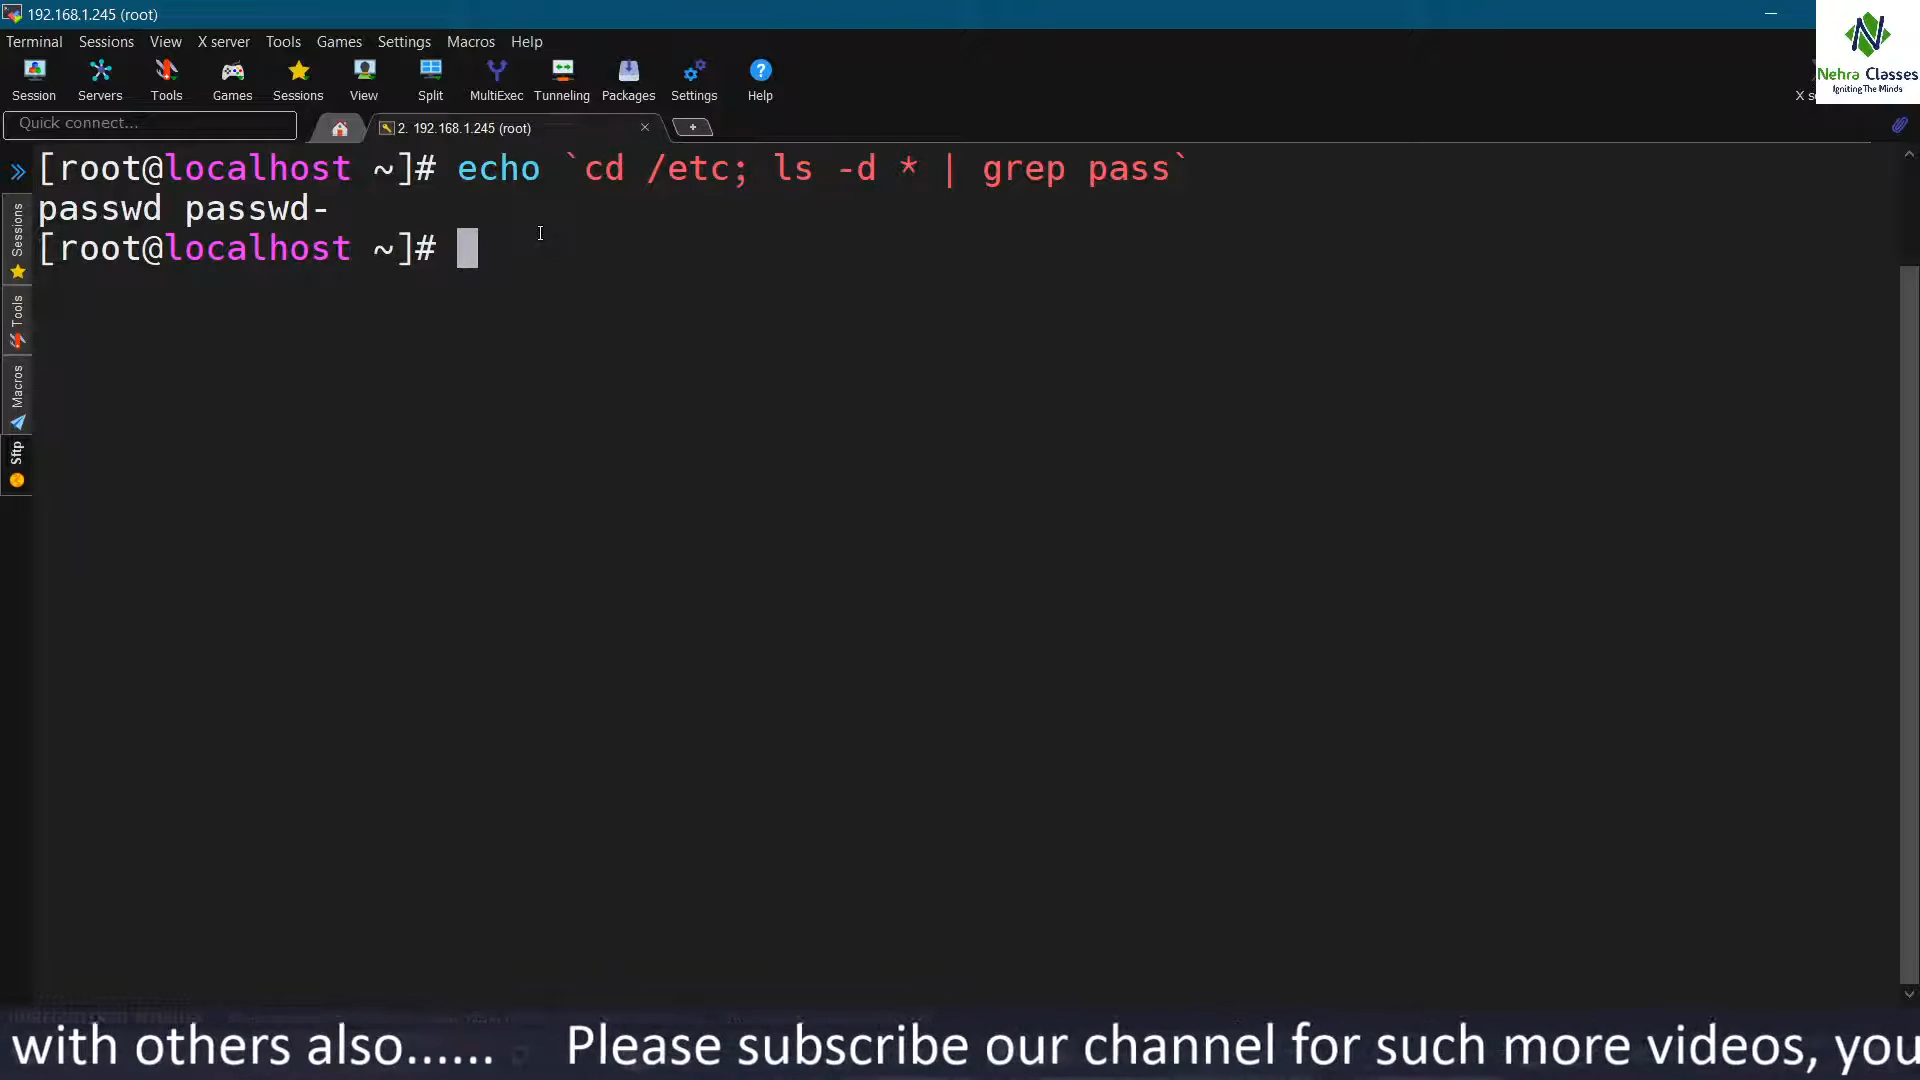 192.168.1.245 (root)
Nehra Classes
Igniting The Minds
Terminal Sessions View X server Tools Games Settings Macros Help
Session Servers Tools Games Sessions View Split MultiExec Tunneling Packages Settings Help
Quick connect...
2. 192.168.1.245 (root)
[root@localhost ~]# echo `cd /etc; ls -d * | grep pass`
passwd passwd-
[root@localhost ~]#
Sessions
Tools
Macros
Sftp
with others also...... Please subscribe our channel for such more videos, you